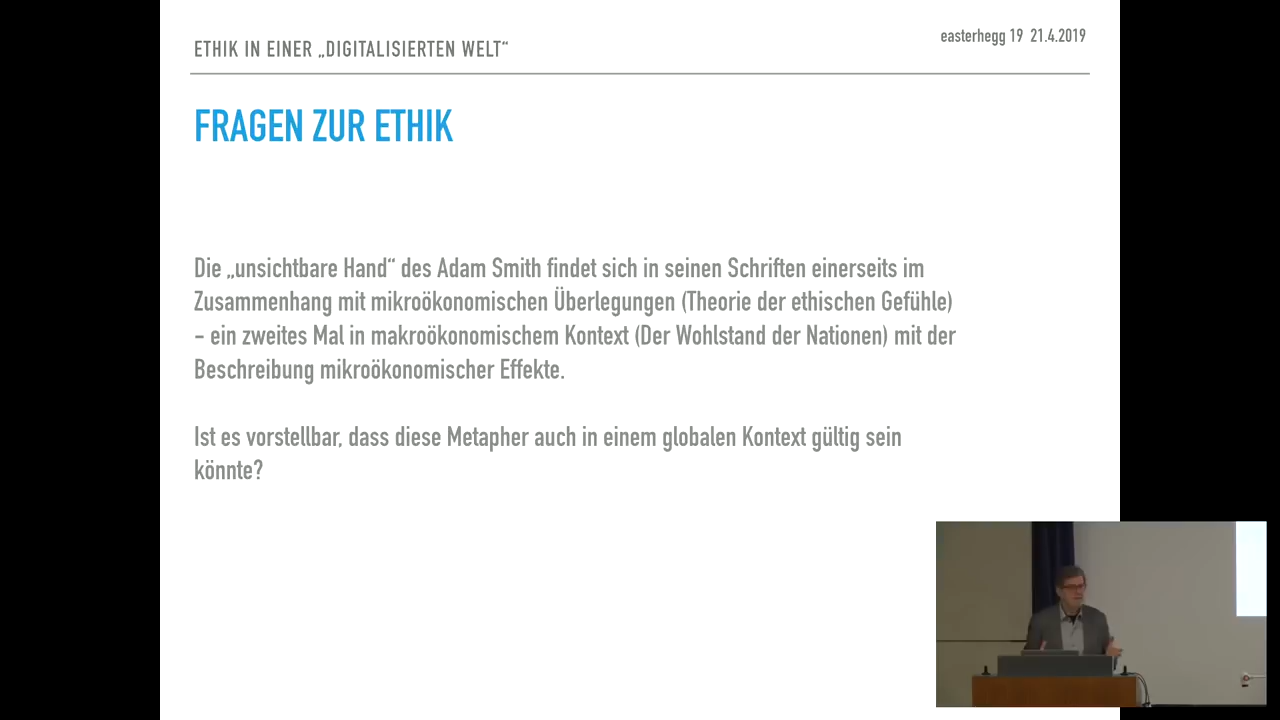 ETHIK IN EINER „DIGITALISIERTEN WELT“
easterhegg 19 21.4.2019
FRAGEN ZUR ETHIK
Die „unsichtbare Hand“ des Adam Smith findet sich in seinen Schriften einerseits im
Zusammenhang mit mikroökonomischen Überlegungen (Theorie der ethischen Gefühle)
– ein zweites Mal in makroökonomischem Kontext (Der Wohlstand der Nationen) mit der
Beschreibung mikroökonomischer Effekte.
Ist es vorstellbar, dass diese Metapher auch in einem globalen Kontext gültig sein
könnte?